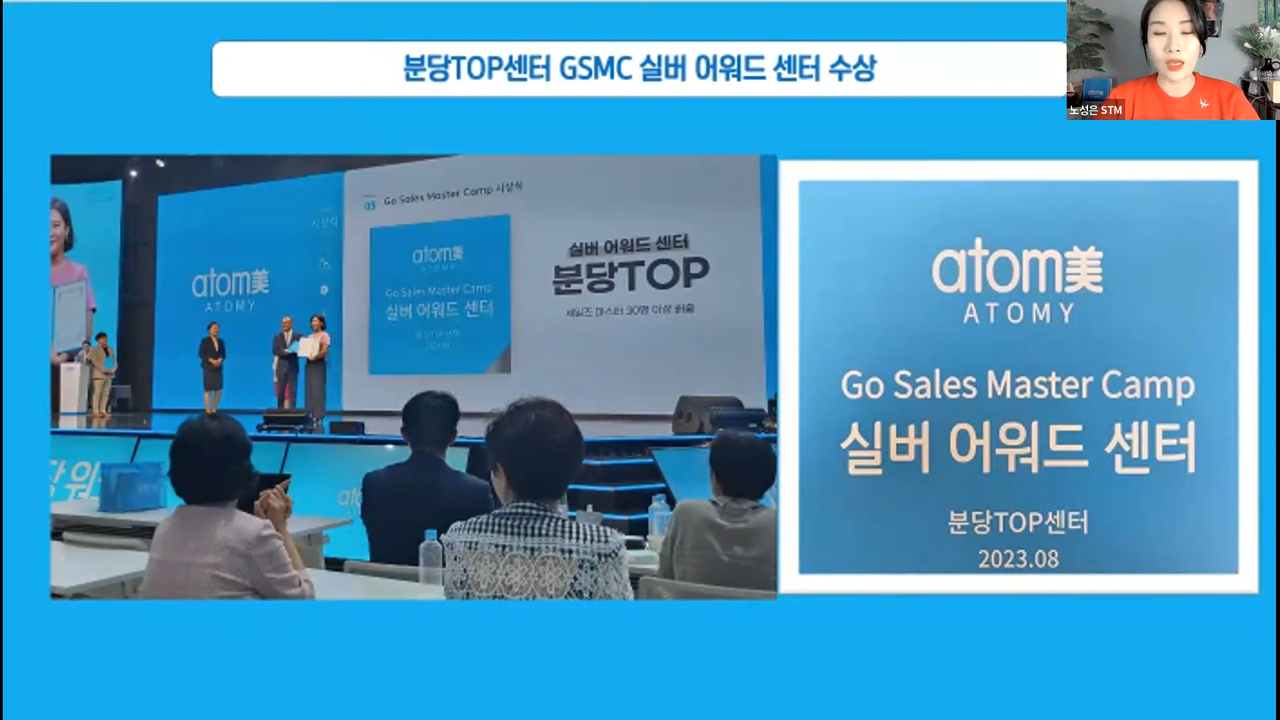 분당TOP센터 GSMC 실버 어워드 센터 수상
노성은 STM
atom美
ATOMY
05 Go Sales Master Camp 시상식
atom美
ATOMY
Go Sales Master Camp
실버 어워드 센터
실버 어워드 센터
분당TOP
세일즈 마스터 30명 이상 배출
atom美
ATOMY
Go Sales Master Camp
실버 어워드 센터
분당TOP센터
2023.08